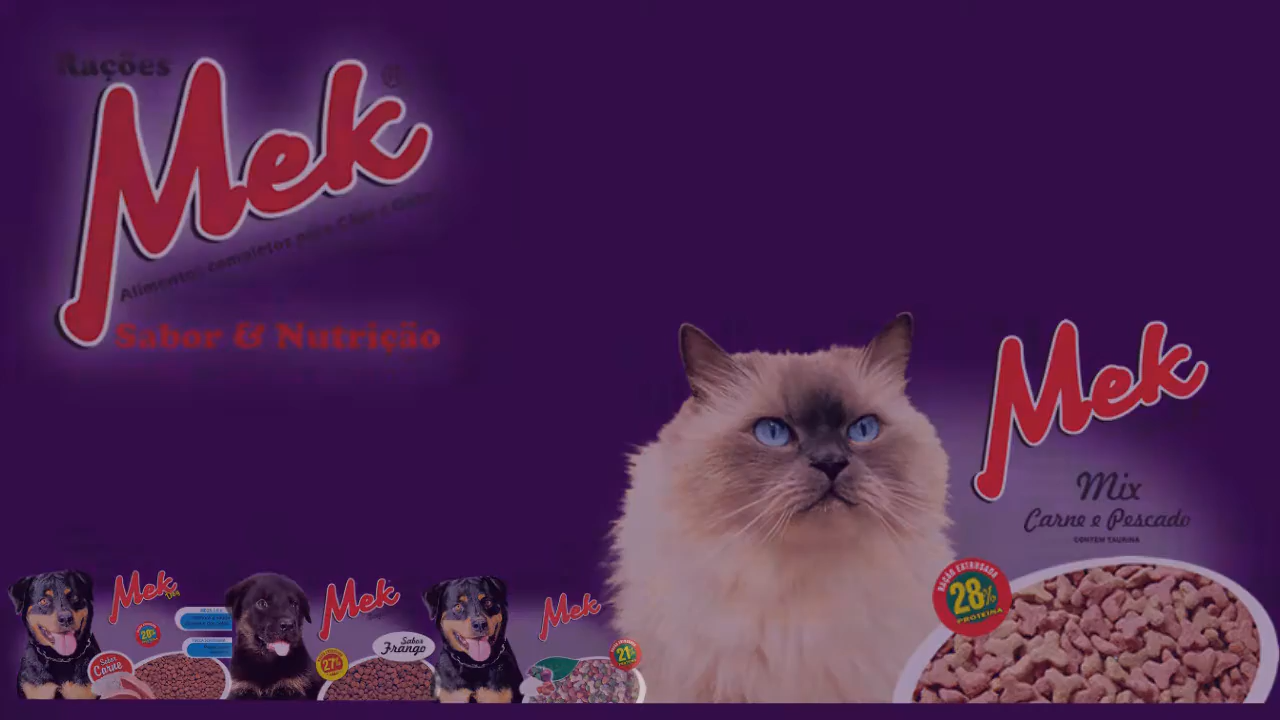 Rações
Mek®
Alimentos completos para Cães e Gatos
Sabor & Nutrição
Mek
Mix
Carne e Pescado
CONTÉM TAURINA
RAÇÃO EXTRUSADA
28%
PROTEÍNA
Mek
28%
Sabor
Carne
Mek
27%
Sabor
Frango
Mek
21%